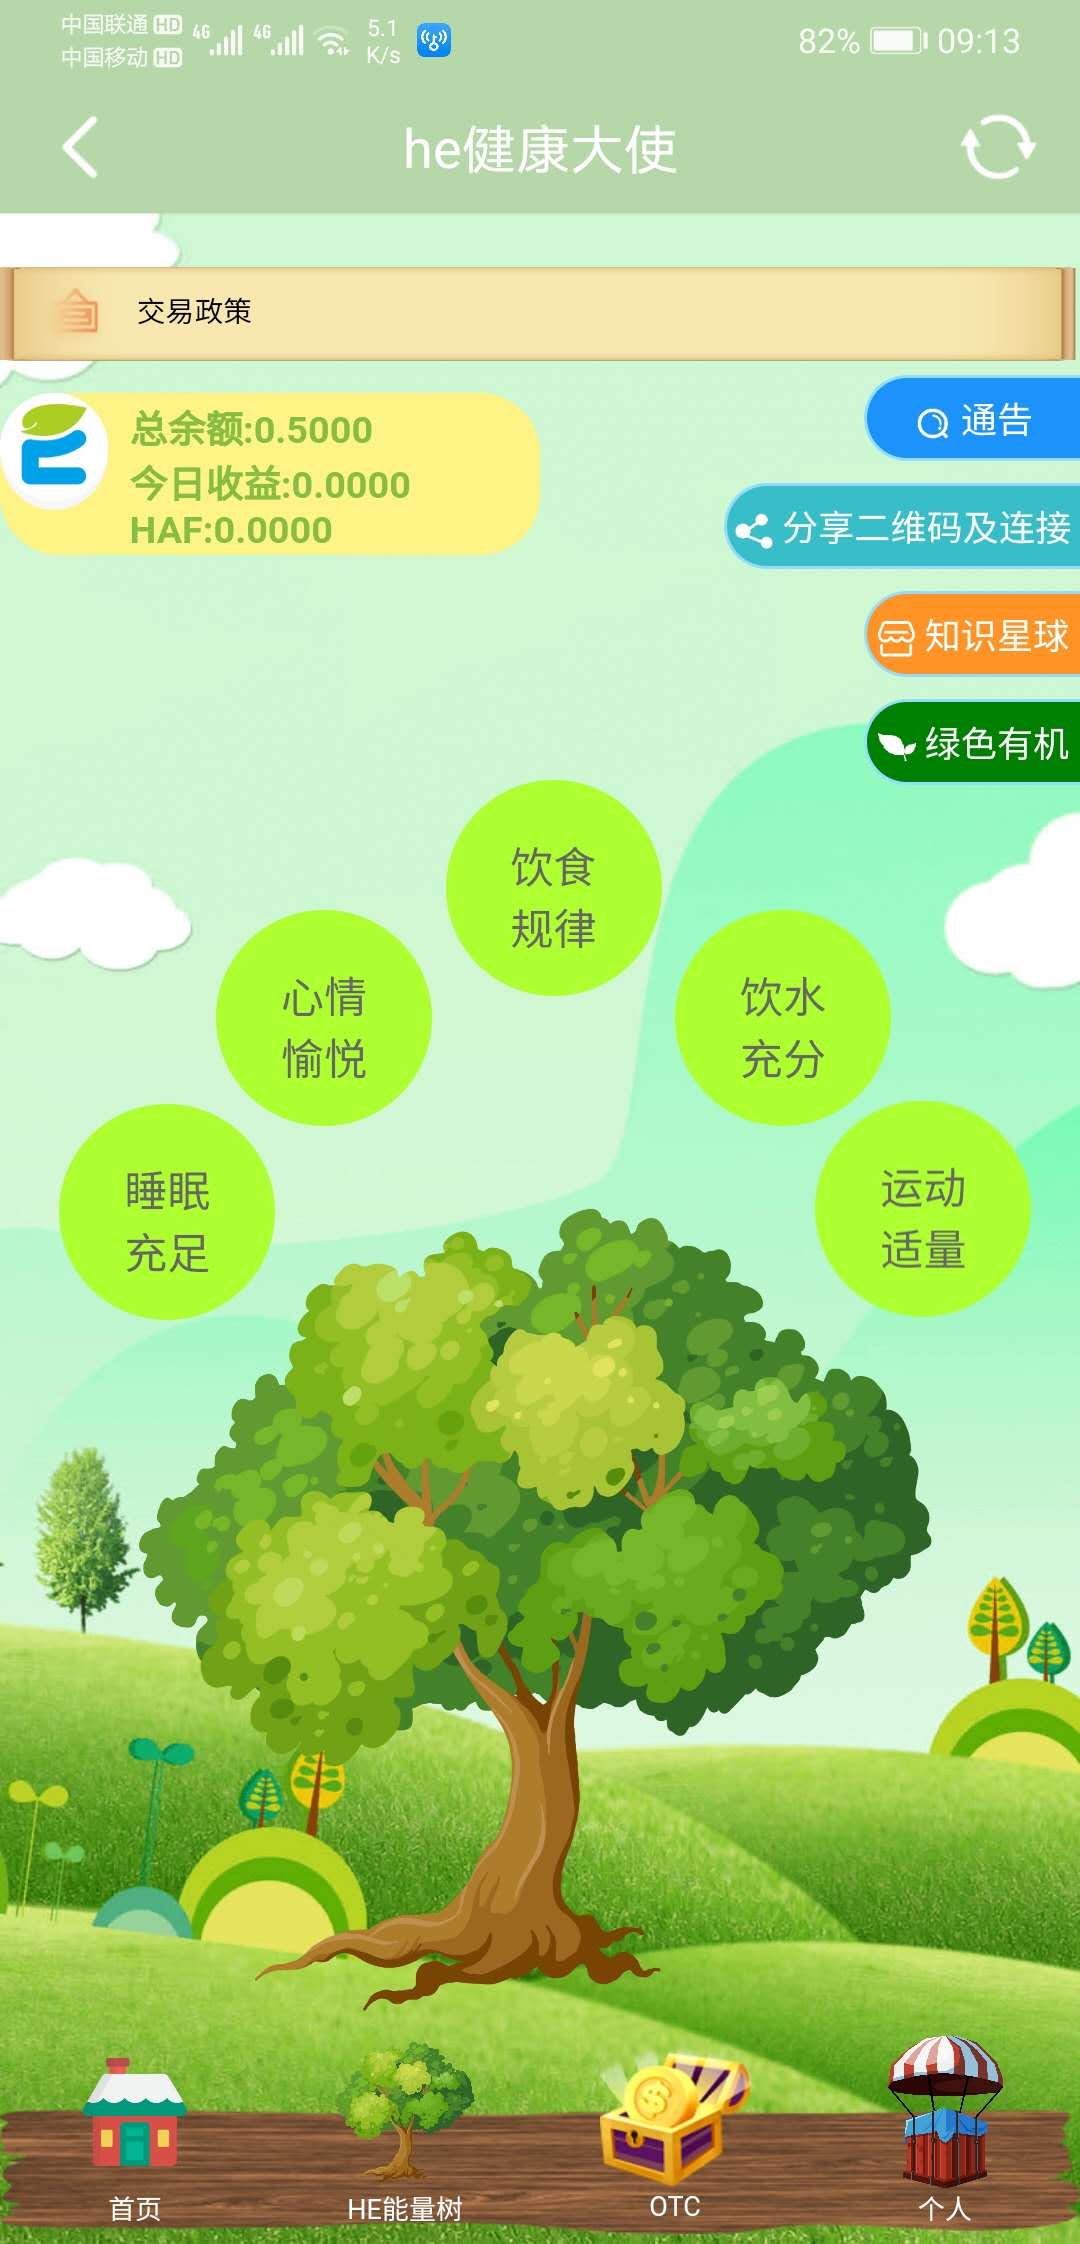 中国联通 HD 4G 4G 5.1 82% 09:13
中国移动 HD K/s
he健康大使
交易政策
总余额:0.5000
今日收益:0.0000
HAF:0.0000
通告
分享二维码及连接
知识星球
绿色有机
饮食
规律
心情
愉悦
饮水
充分
睡眠
充足
运动
适量
首页
HE能量树
OTC
个人